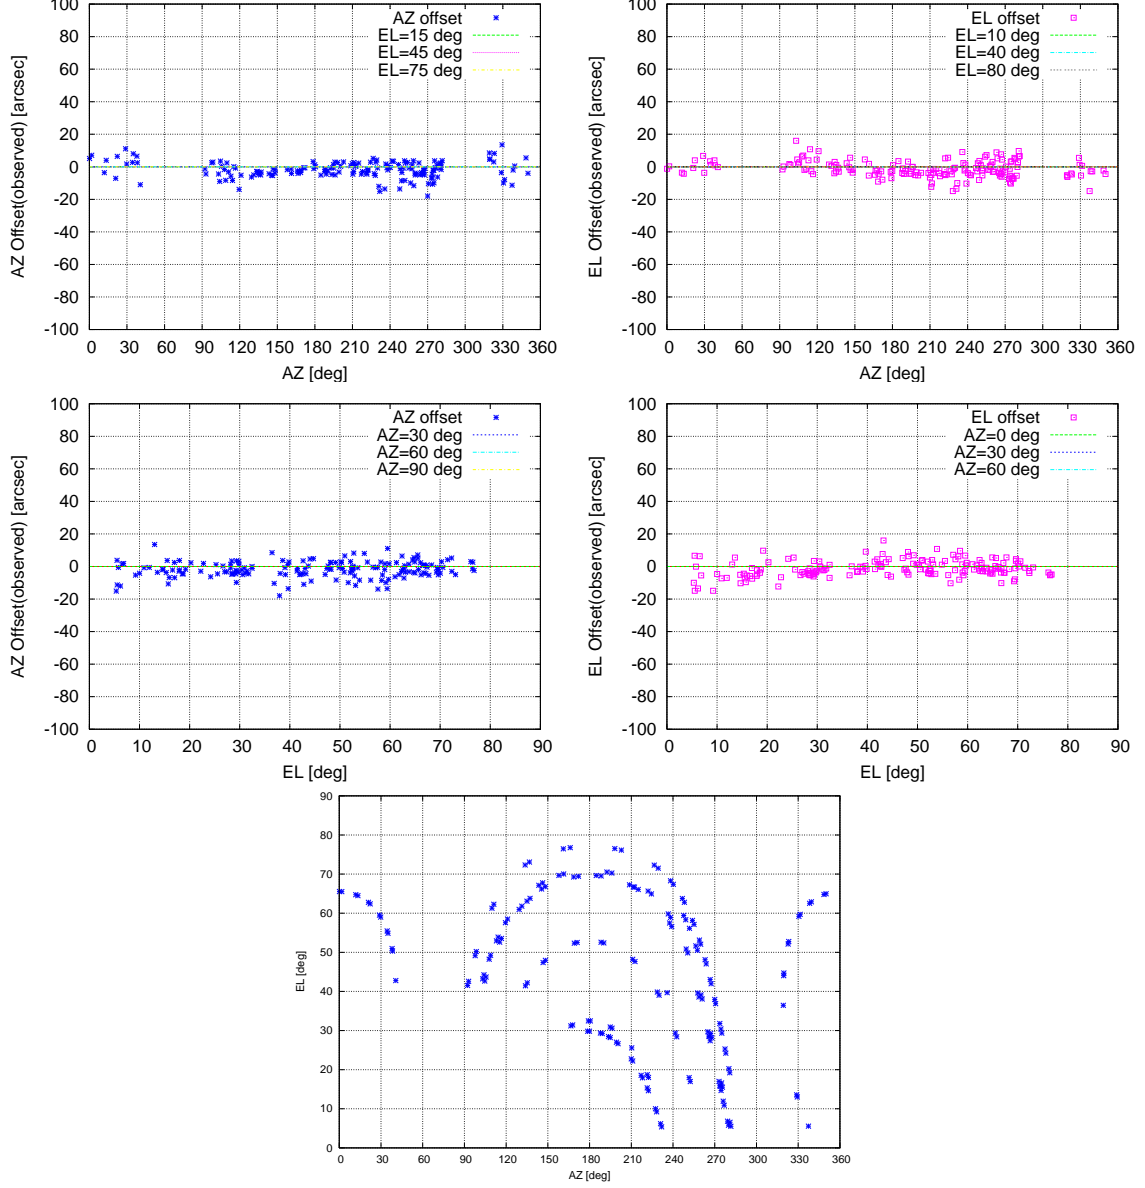 AZ Offset(observed) [arcsec]
100
80
60
40
20
0
-20
-40
-60
-80
-100
AZ offset
EL=15 deg
EL=45 deg
EL=75 deg
0 30 60 90 120 150 180 210 240 270 300 330 360
AZ [deg]
EL Offset(observed) [arcsec]
100
80
60
40
20
0
-20
-40
-60
-80
-100
EL offset
EL=10 deg
EL=40 deg
EL=80 deg
0 30 60 90 120 150 180 210 240 270 300 330 360
AZ [deg]
AZ Offset(observed) [arcsec]
100
80
60
40
20
0
-20
-40
-60
-80
-100
AZ offset
AZ=30 deg
AZ=60 deg
AZ=90 deg
0 10 20 30 40 50 60 70 80 90
EL [deg]
EL Offset(observed) [arcsec]
100
80
60
40
20
0
-20
-40
-60
-80
-100
EL offset
AZ=0 deg
AZ=30 deg
AZ=60 deg
0 10 20 30 40 50 60 70 80 90
EL [deg]
EL [deg]
90
80
70
60
50
40
30
20
10
0
0 30 60 90 120 150 180 210 240 270 300 330 360
AZ [deg]